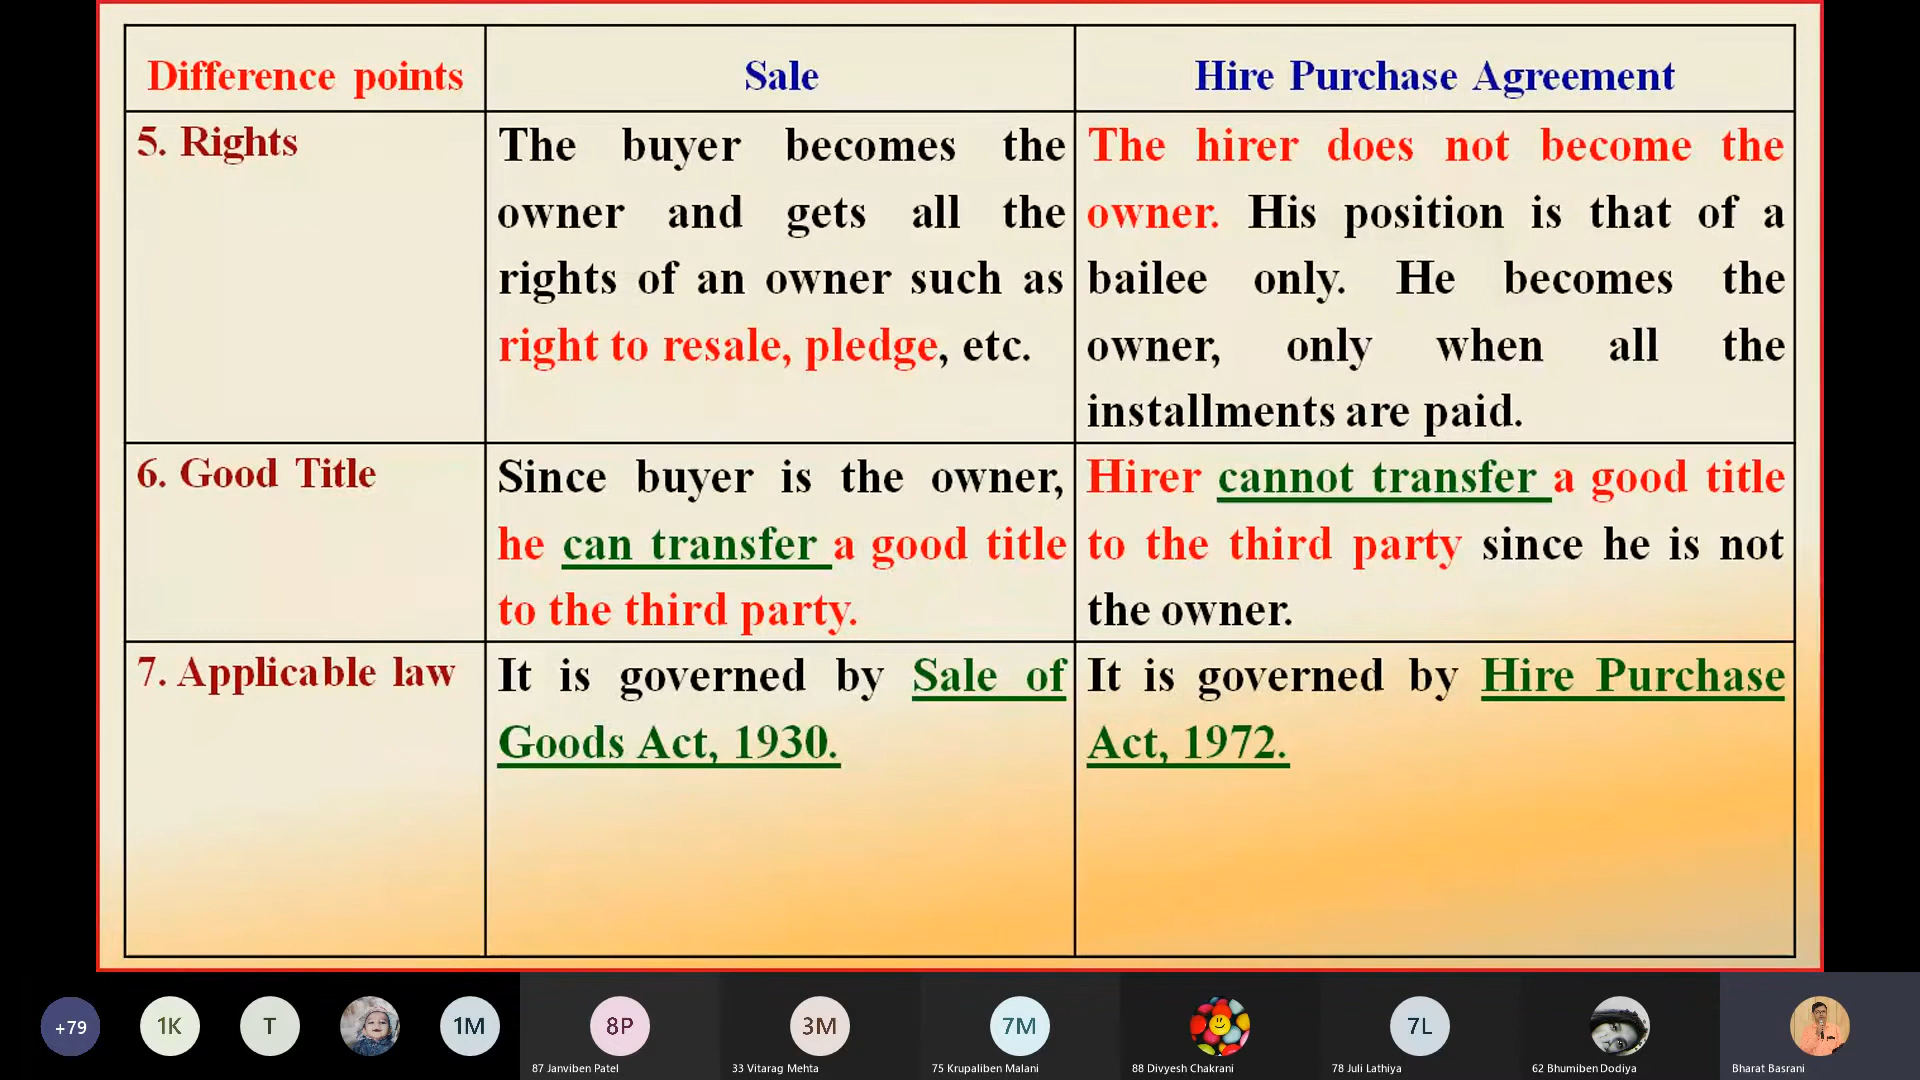 Difference points
Sale
Hire Purchase Agreement
5. Rights
The buyer becomes the
owner and gets all the
rights of an owner such as
right to resale, pledge, etc.
The hirer does not become the
owner. His position is that of a
bailee only. He becomes the
owner, only when all the
installments are paid.
6. Good Title
Since buyer is the owner,
he can transfer a good title
to the third party.
Hirer cannot transfer a good title
to the third party since he is not
the owner.
7. Applicable law
It is governed by Sale of
Goods Act, 1930.
It is governed by Hire Purchase
Act, 1972.
+79
1K
T
1M
8P
3M
7M
7L
87 Janviben Patel
33 Vitarag Mehta
75 Krupaliben Malani
88 Divyesh Chakrani
78 Juli Lathiya
62 Bhumiben Dodiya
Bharat Basrani